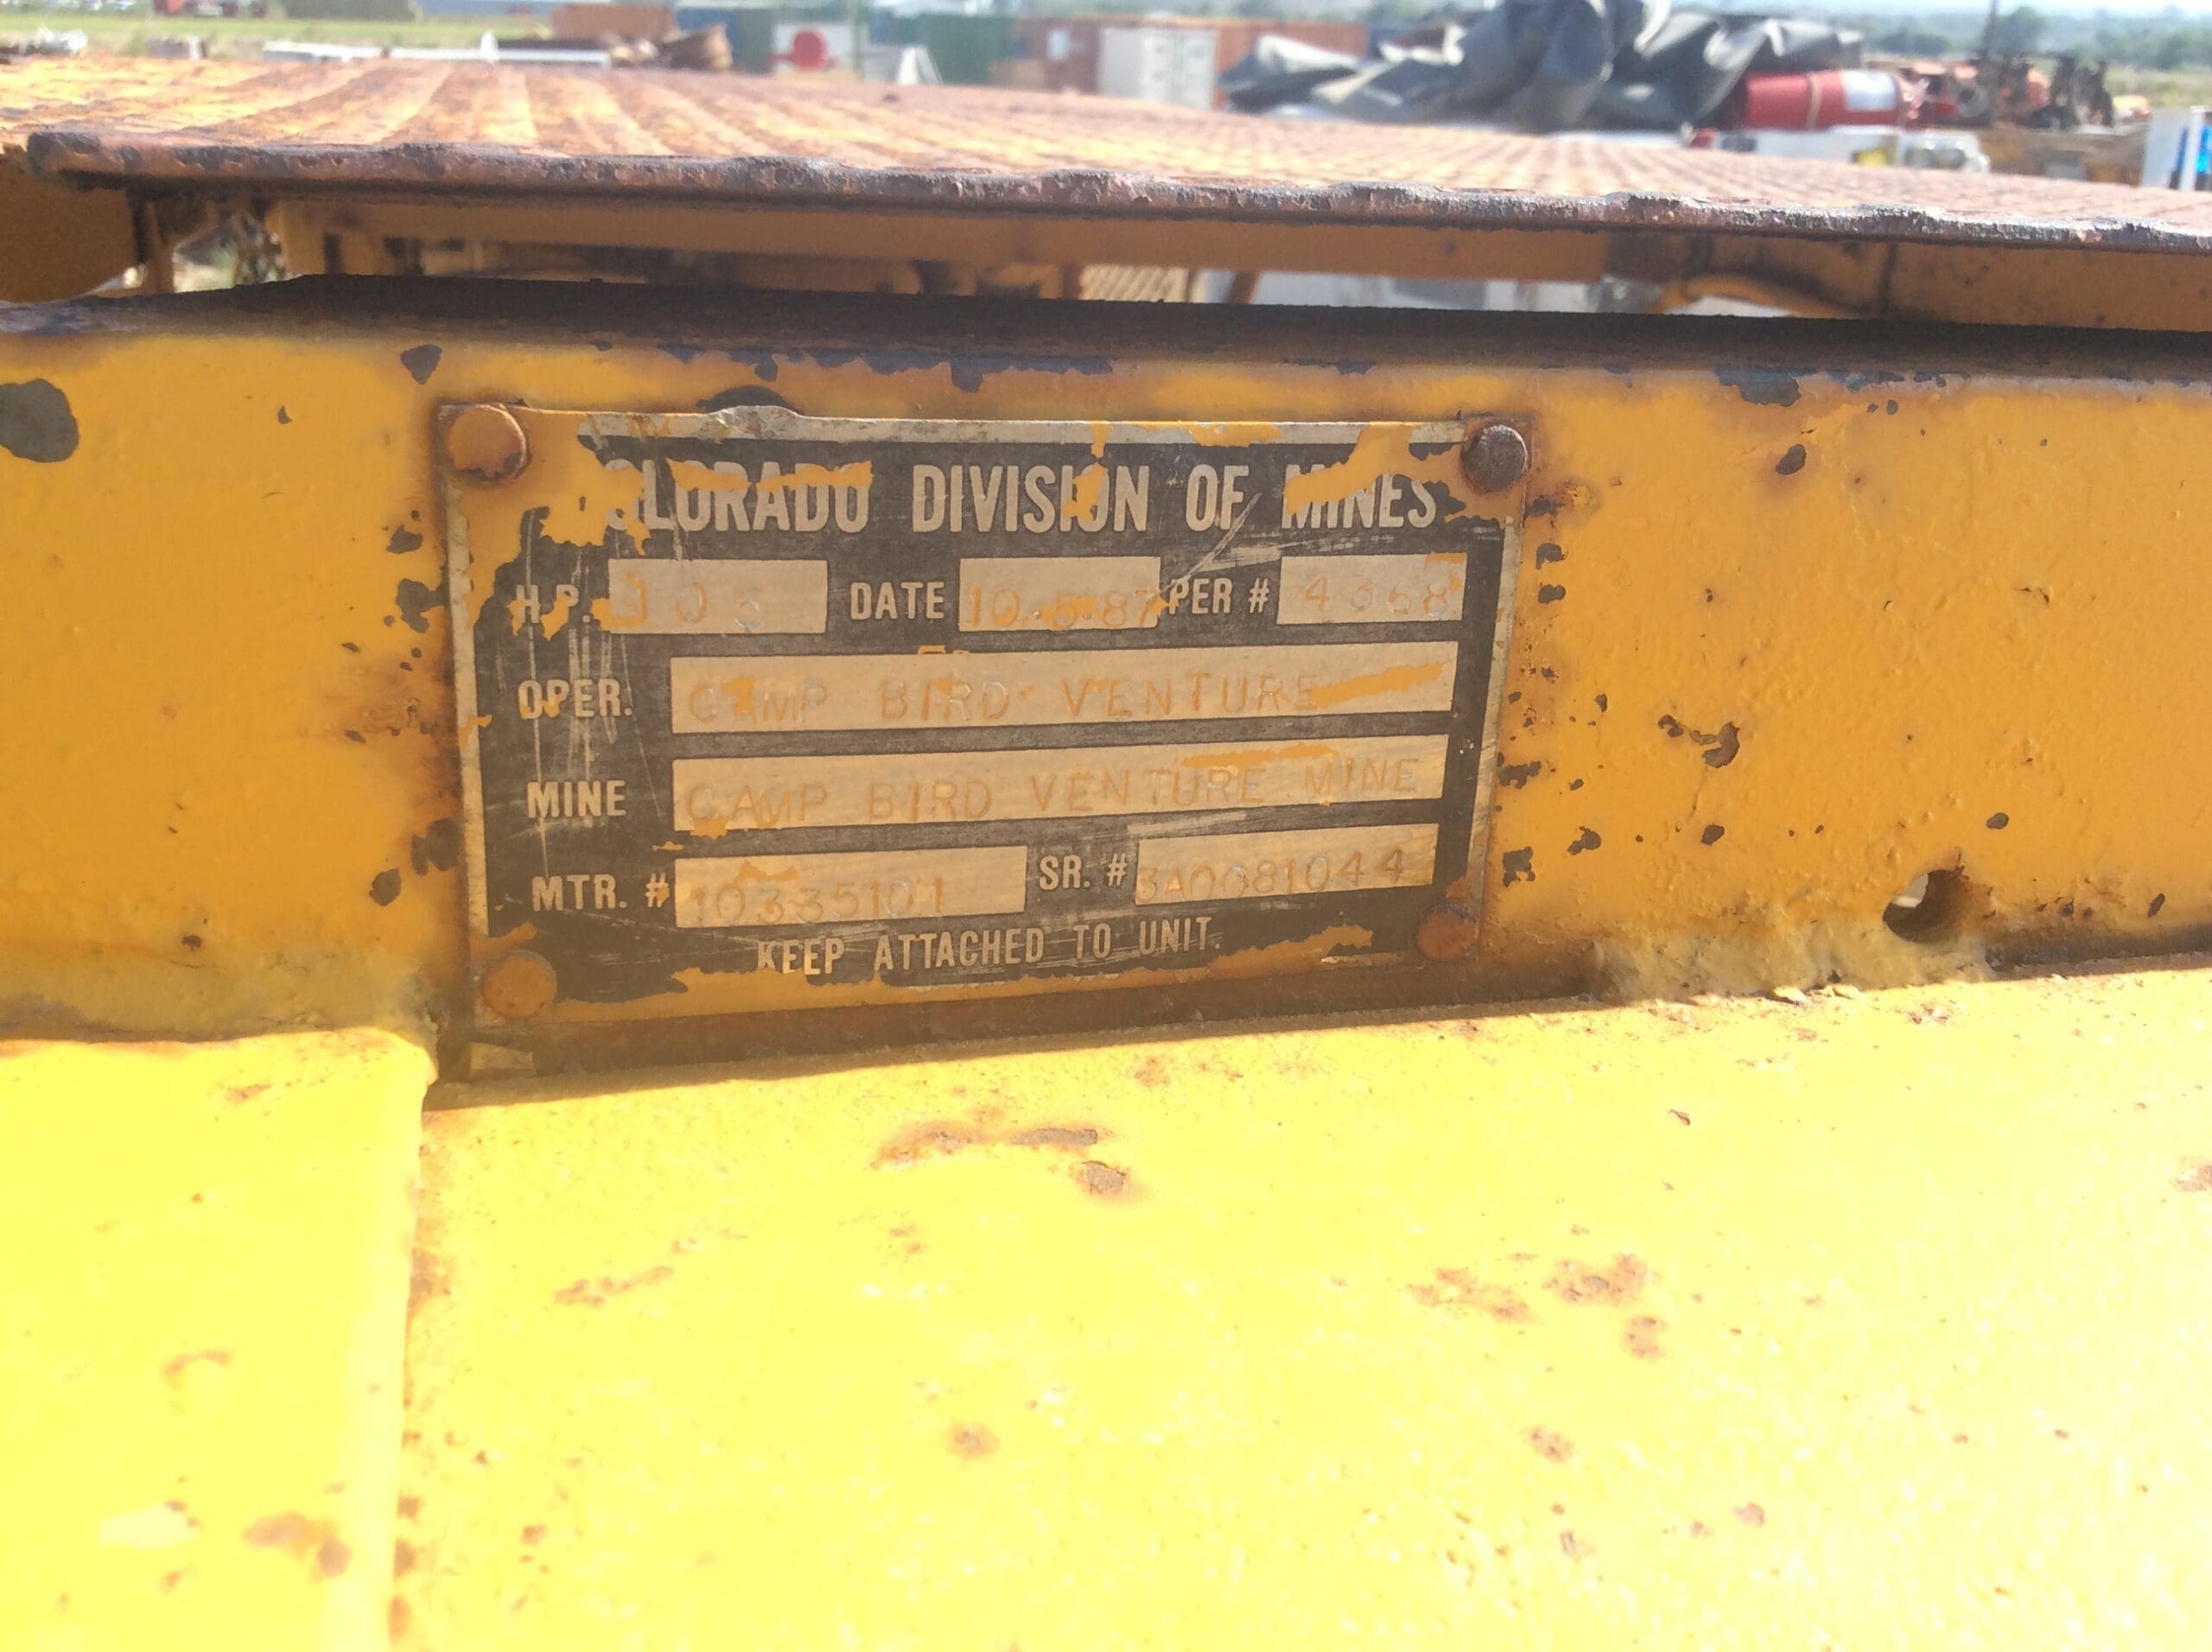 COLORADO DIVISION OF MINES
H.P. DATE 10.5.87 PER # 4368
OPER. CAMP BIRD VENTURE
MINE CAMP BIRD VENTURE MINE
MTR. # 10335101 SR. # 3A0081044
KEEP ATTACHED TO UNIT.